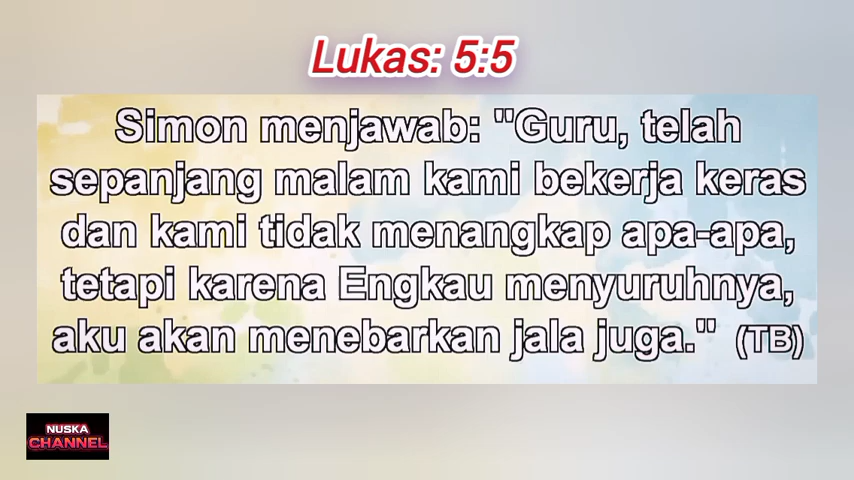 Lukas: 5:5
Simon menjawab: "Guru, telah
sepanjang malam kami bekerja keras
dan kami tidak menangkap apa-apa,
tetapi karena Engkau menyuruhnya,
aku akan menebarkan jala juga." (TB)
NUSKA
CHANNEL